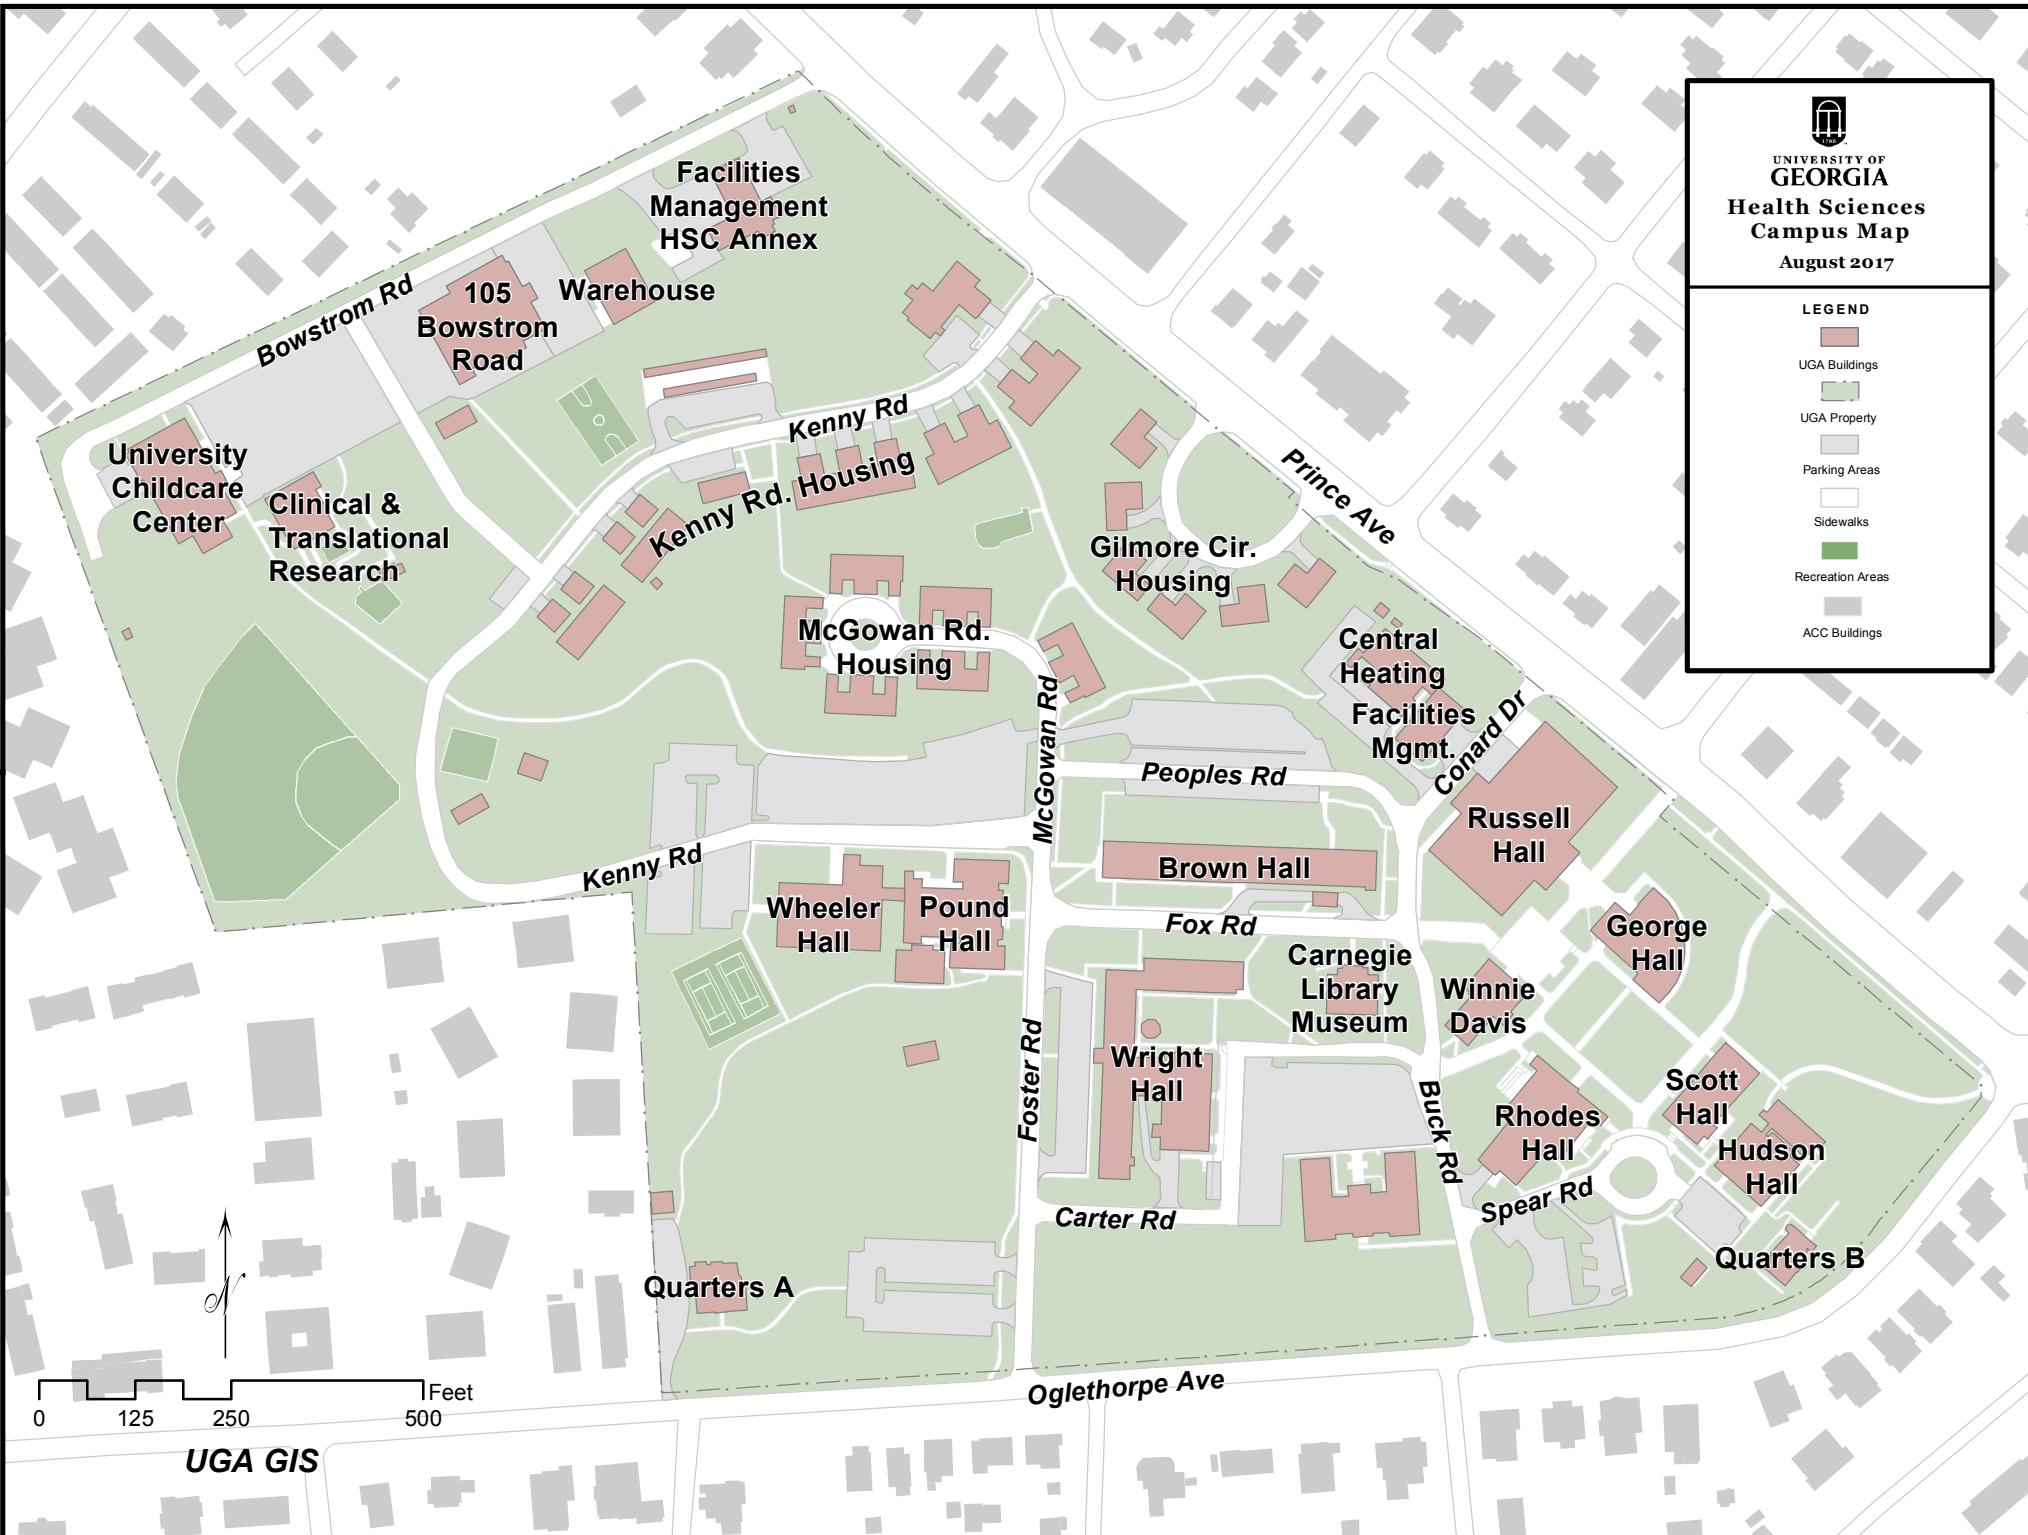 Facilities
Management
HSC Annex
Warehouse
105
Bowstrom
Road
Bowstrom Rd
University
Childcare
Center
Clinical &
Translational
Research
Kenny Rd
Kenny Rd. Housing
Prince Ave
Gilmore Cir.
Housing
McGowan Rd.
Housing
Central
Heating
Facilities
Mgmt.
Conard Dr
McGowan Rd
Peoples Rd
Russell
Hall
Kenny Rd
Brown Hall
Wheeler
Hall
Pound
Hall
Fox Rd
George
Hall
Carnegie
Library
Museum
Winnie
Davis
Foster Rd
Wright
Hall
Buck Rd
Scott
Hall
Rhodes
Hall
Hudson
Hall
Spear Rd
Carter Rd
Quarters A
Quarters B
Oglethorpe Ave
N
Feet
0 125 250 500
UGA GIS
1785
UNIVERSITY OF
GEORGIA
Health Sciences
Campus Map
August 2017
LEGEND
UGA Buildings
UGA Property
Parking Areas
Sidewalks
Recreation Areas
ACC Buildings